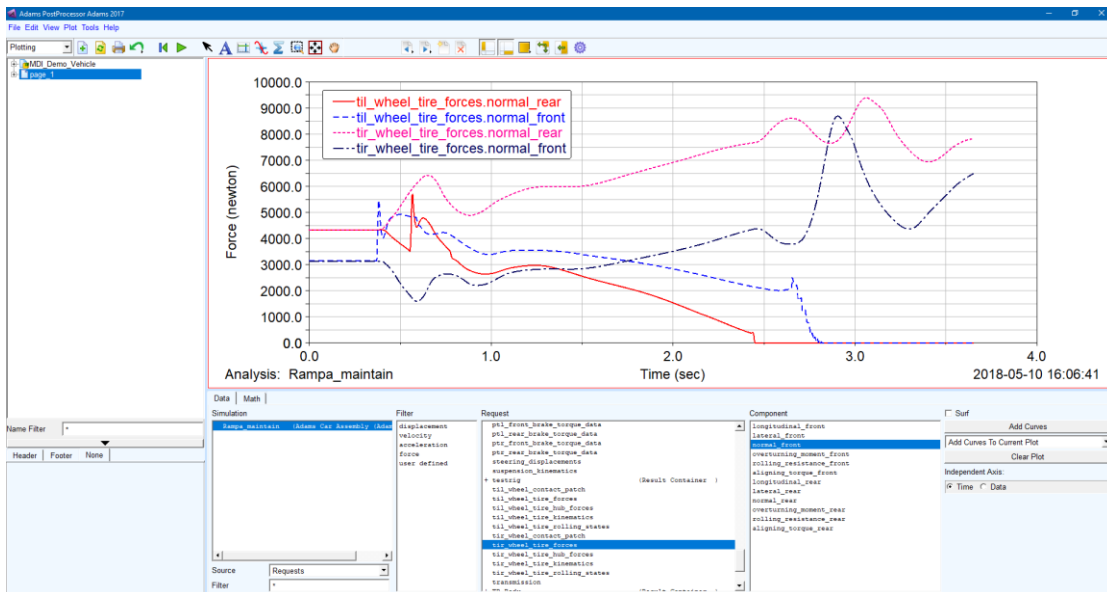 Adams PostProcessor Adams 2017
File Edit View Plot Tools Help
Plotting
MDI_Demo_Vehicle
page_1
10000.0
9000.0
8000.0
7000.0
6000.0
5000.0
4000.0
3000.0
2000.0
1000.0
0.0
Force (newton)
til_wheel_tire_forces.normal_rear
til_wheel_tire_forces.normal_front
tir_wheel_tire_forces.normal_rear
tir_wheel_tire_forces.normal_front
0.0 1.0 2.0 3.0 4.0
Analysis: Rampa_maintain Time (sec) 2018-05-10 16:06:41
Name Filter *
Header Footer None
Data Math
Simulation
Rampa_maintain (Adams Car Assembly (Adam
Source Requests
Filter *
Filter
displacement
velocity
acceleration
force
user defined
Request
ptl_front_brake_torque_data
ptl_rear_brake_torque_data
ptr_front_brake_torque_data
ptr_rear_brake_torque_data
steering_displacements
suspension_kinematics
+ testrig (Result Container )
til_wheel_contact_patch
til_wheel_tire_forces
til_wheel_tire_hub_forces
til_wheel_tire_kinematics
til_wheel_tire_rolling_states
tir_wheel_contact_patch
tir_wheel_tire_forces
tir_wheel_tire_hub_forces
tir_wheel_tire_kinematics
tir_wheel_tire_rolling_states
transmission
(Result Container )
Component
longitudinal_front
lateral_front
normal_front
overturning_moment_front
rolling_resistance_front
aligning_torque_front
longitudinal_rear
lateral_rear
normal_rear
overturning_moment_rear
rolling_resistance_rear
aligning_torque_rear
Surf
Add Curves
Add Curves To Current Plot
Clear Plot
Independent Axis:
Time Data